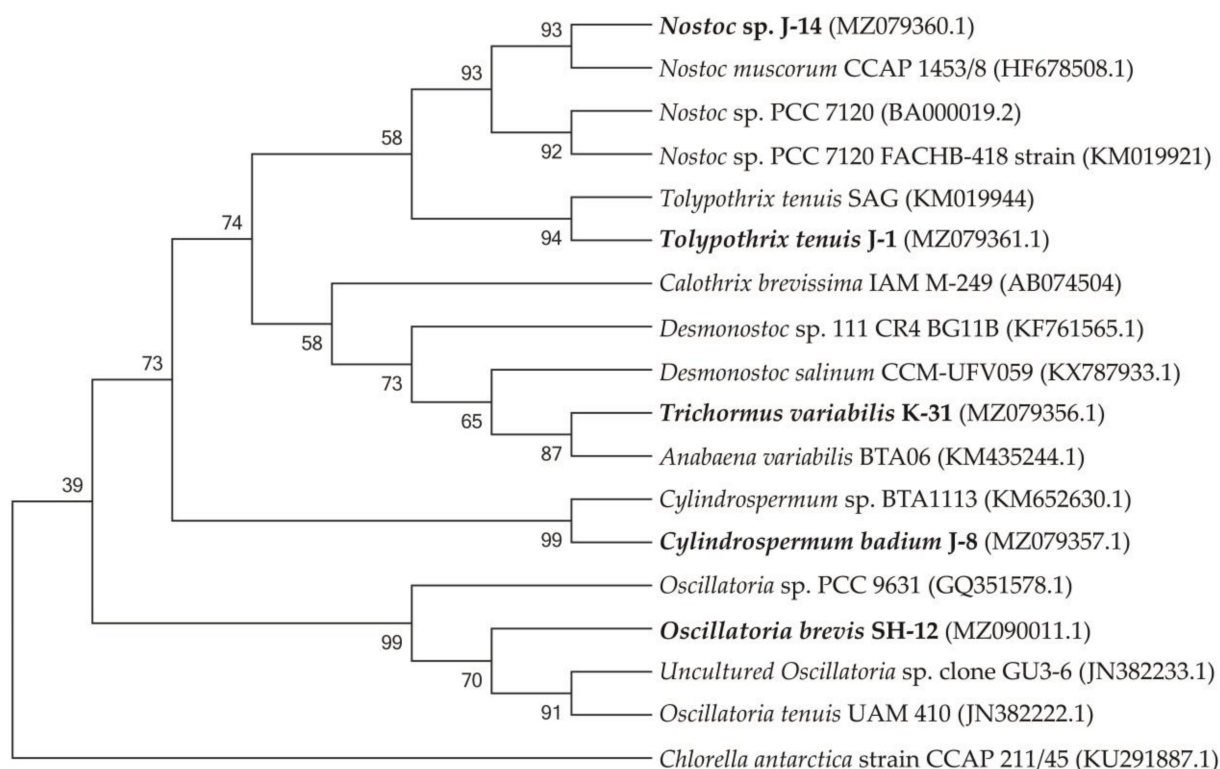 93
Nostoc sp. J-14 (MZ079360.1)
Nostoc muscorum CCAP 1453/8 (HF678508.1)
93
Nostoc sp. PCC 7120 (BA000019.2)
58
92
Nostoc sp. PCC 7120 FACHB-418 strain (KM019921)
Tolypothrix tenuis SAG (KM019944)
74
94
Tolypothrix tenuis J-1 (MZ079361.1)
Calothrix brevissima IAM M-249 (AB074504)
58
Desmonostoc sp. 111 CR4 BG11B (KF761565.1)
73
73
Desmonostoc salinum CCM-UFV059 (KX787933.1)
65
Trichormus variabilis K-31 (MZ079356.1)
87
Anabaena variabilis BTA06 (KM435244.1)
39
Cylindrospermum sp. BTA1113 (KM652630.1)
99
Cylindrospermum badium J-8 (MZ079357.1)
Oscillatoria sp. PCC 9631 (GQ351578.1)
99
Oscillatoria brevis SH-12 (MZ090011.1)
70
Uncultured Oscillatoria sp. clone GU3-6 (JN382233.1)
91
Oscillatoria tenuis UAM 410 (JN382222.1)
Chlorella antarctica strain CCAP 211/45 (KU291887.1)